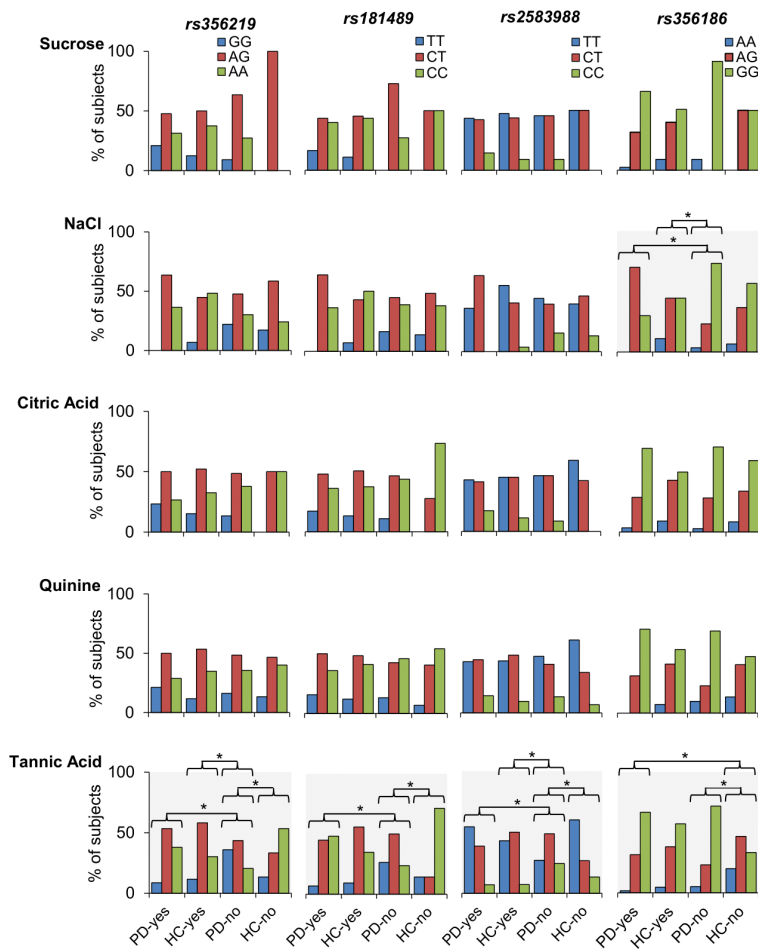 rs356219 rs181489 rs2583988 rs356186
Sucrose
GG TT TT AA
AG CT CT AG
AA CC CC GG
100
50
0
% of subjects
NaCl
100
50
0
% of subjects
*
*
Citric Acid
100
50
0
% of subjects
Quinine
100
50
0
% of subjects
Tannic Acid
100
50
0
% of subjects
* * *
* * * *
* *
PD-yes HC-yes PD-no HC-no PD-yes HC-yes PD-no HC-no PD-yes HC-yes PD-no HC-no PD-yes HC-yes PD-no HC-no